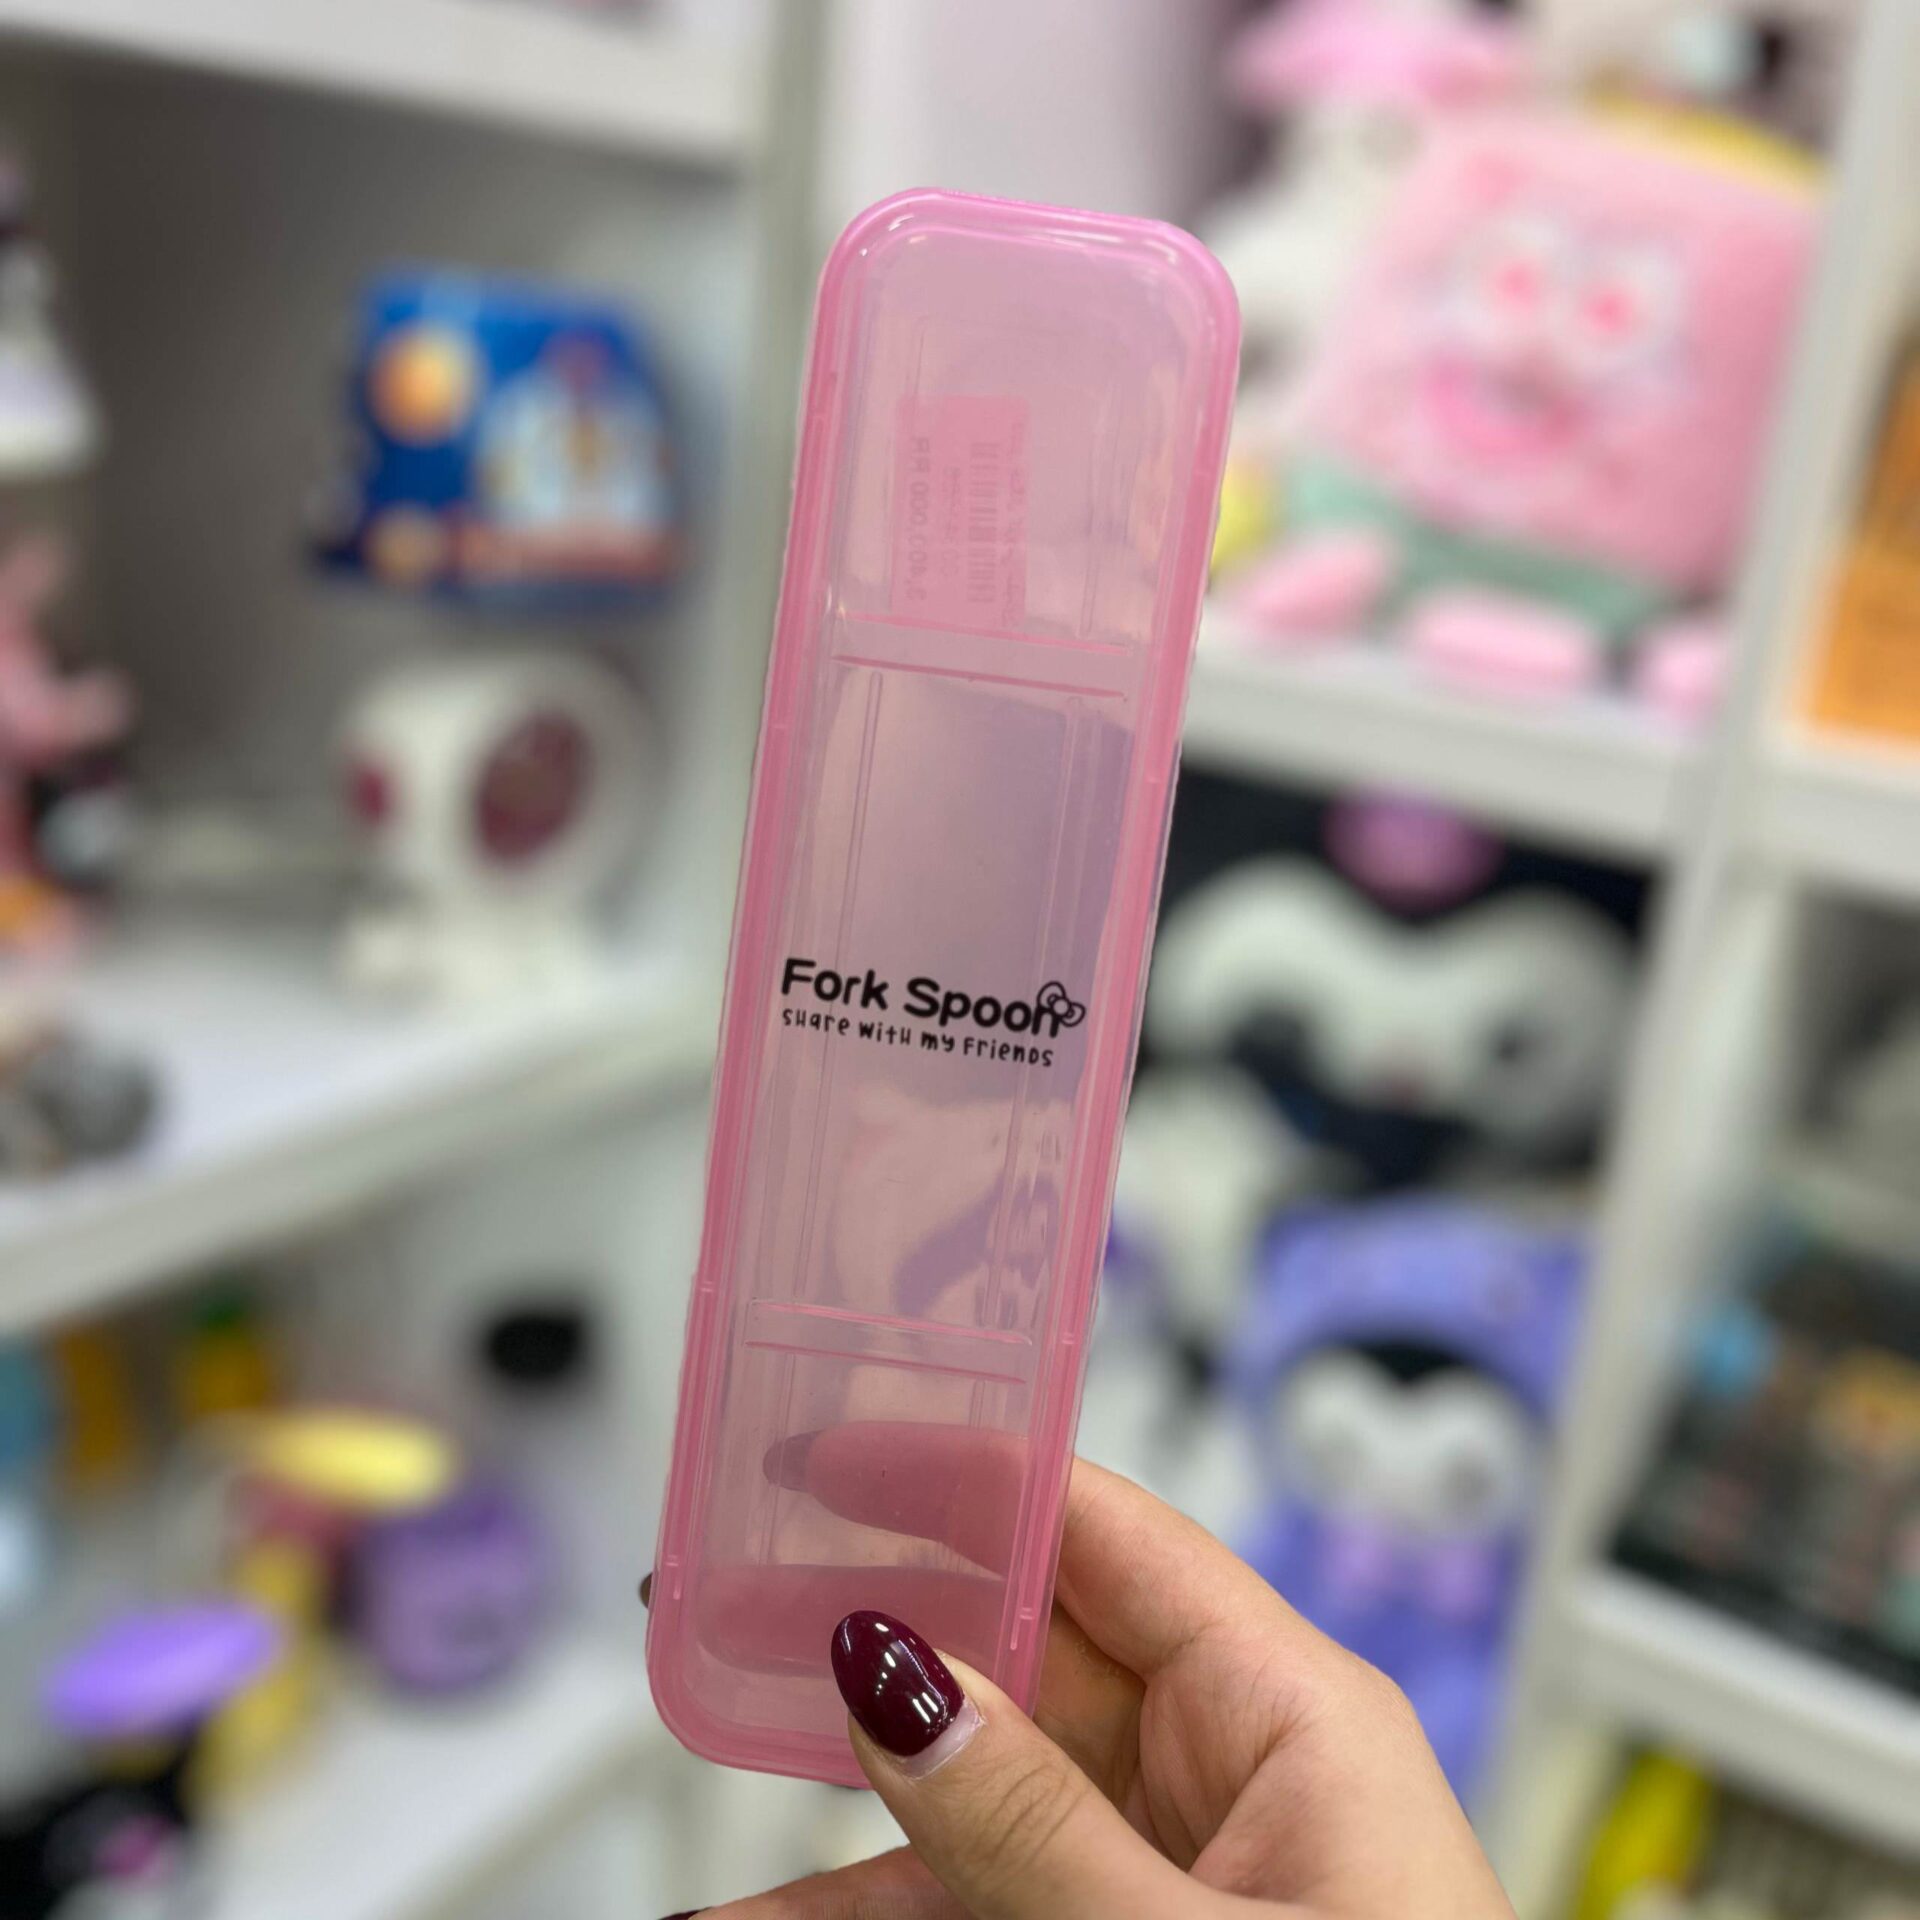 Fork Spoon
SHare WiTH my FrienDS